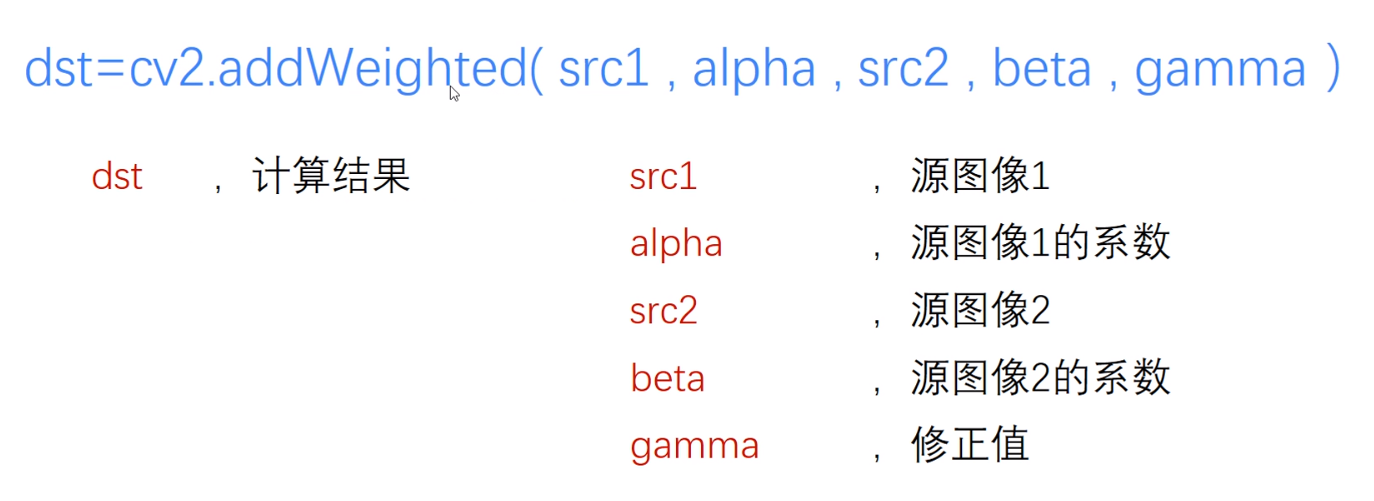 dst=cv2.addWeighted( src1 , alpha , src2 , beta , gamma )
dst , 计算结果
src1 , 源图像1
alpha , 源图像1的系数
src2 , 源图像2
beta , 源图像2的系数
gamma , 修正值